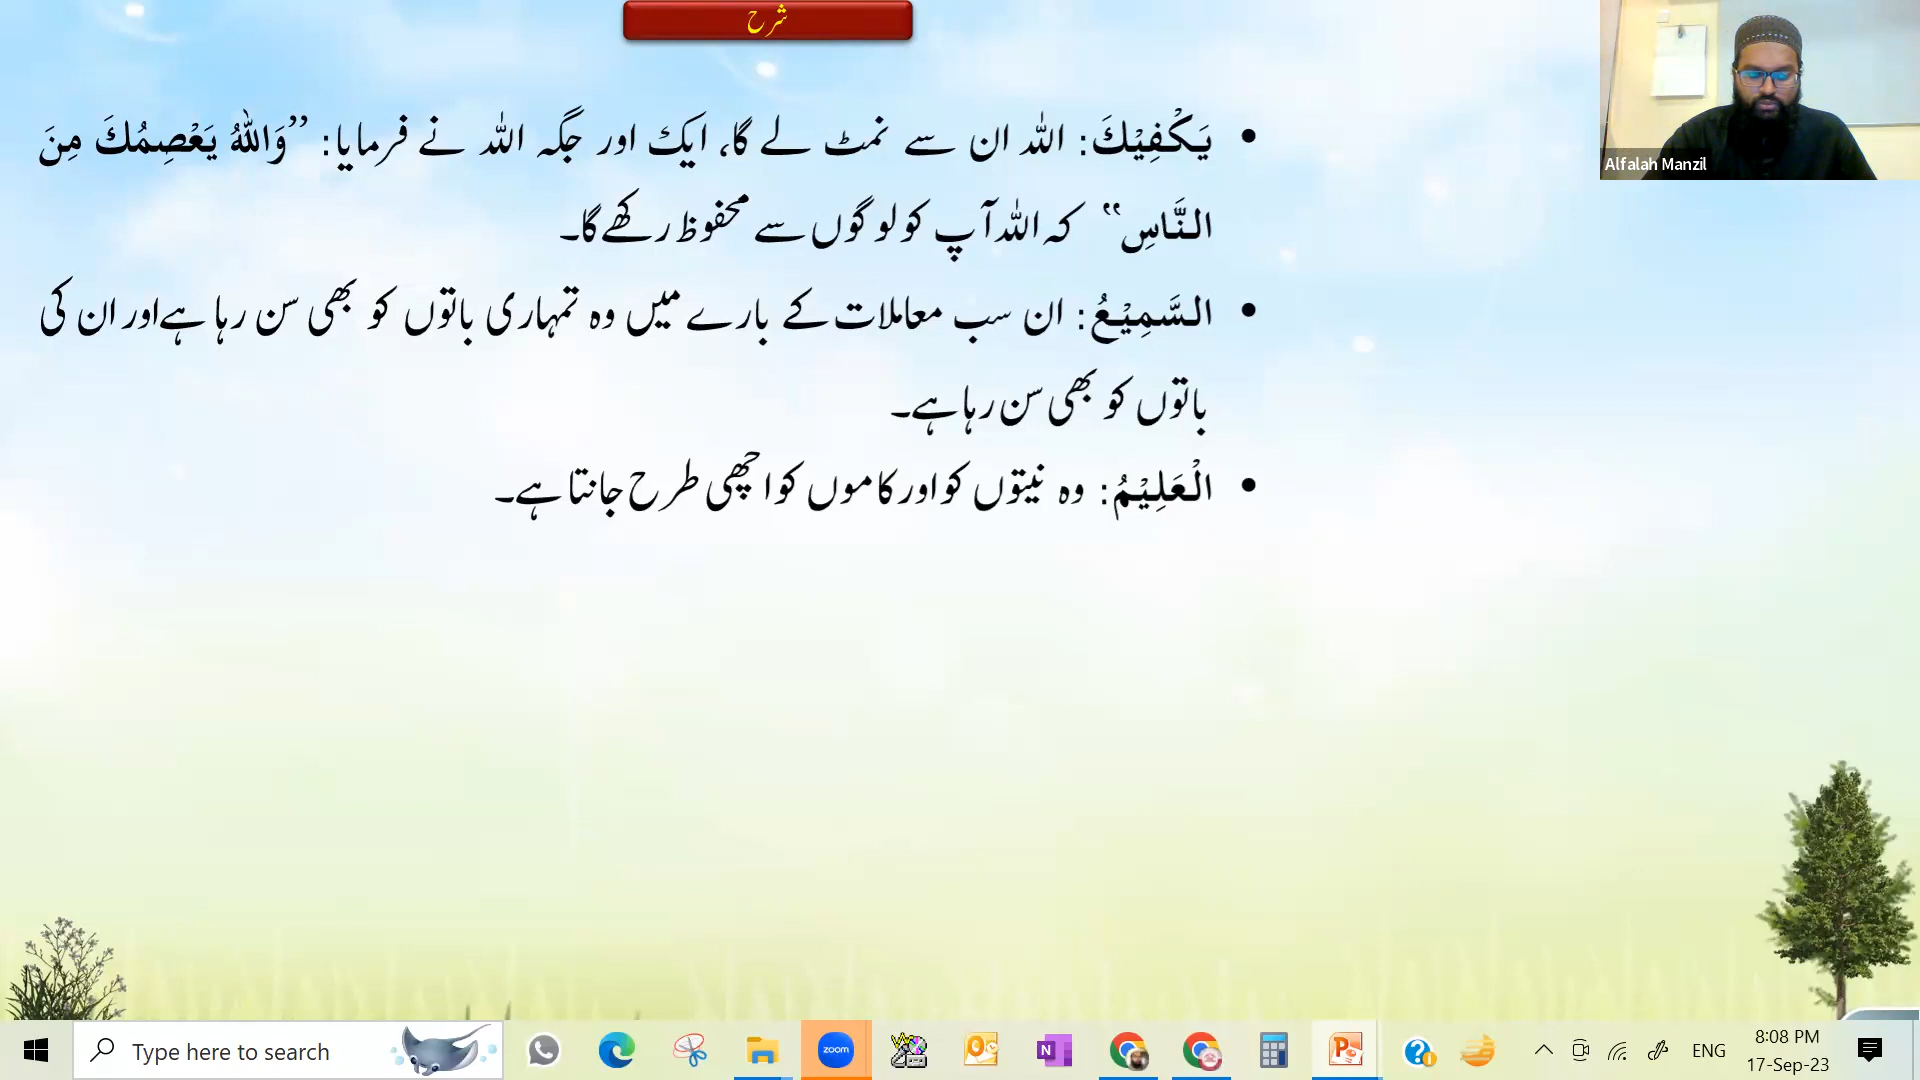 شرح
• يَكْفِيْكَ: اللہ ان سے نمٹ لے گا، ایک اور جگہ اللہ نے فرمایا: ’’وَاللّٰهُ يَعْصِمُكَ مِنَ
النَّاسِ‘‘ کہ اللہ آپ کو لوگوں سے محفوظ رکھے گا۔
• السَّمِيْعُ: ان سب معاملات کے بارے میں وہ تمہاری باتوں کو بھی سن رہا ہے اور ان کی
باتوں کو بھی سن رہا ہے۔
• الْعَلِيْمُ: وہ نیتوں کو اور کاموں کو اچھی طرح جانتا ہے۔
Alfalah Manzil
Type here to search
zoom
ENG
8:08 PM
17-Sep-23